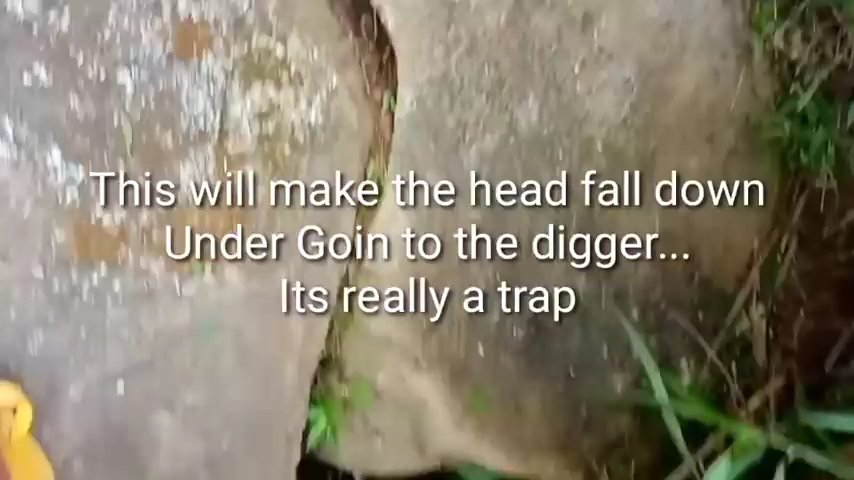 This will make the head fall down
Under Goin to the digger...
Its really a trap